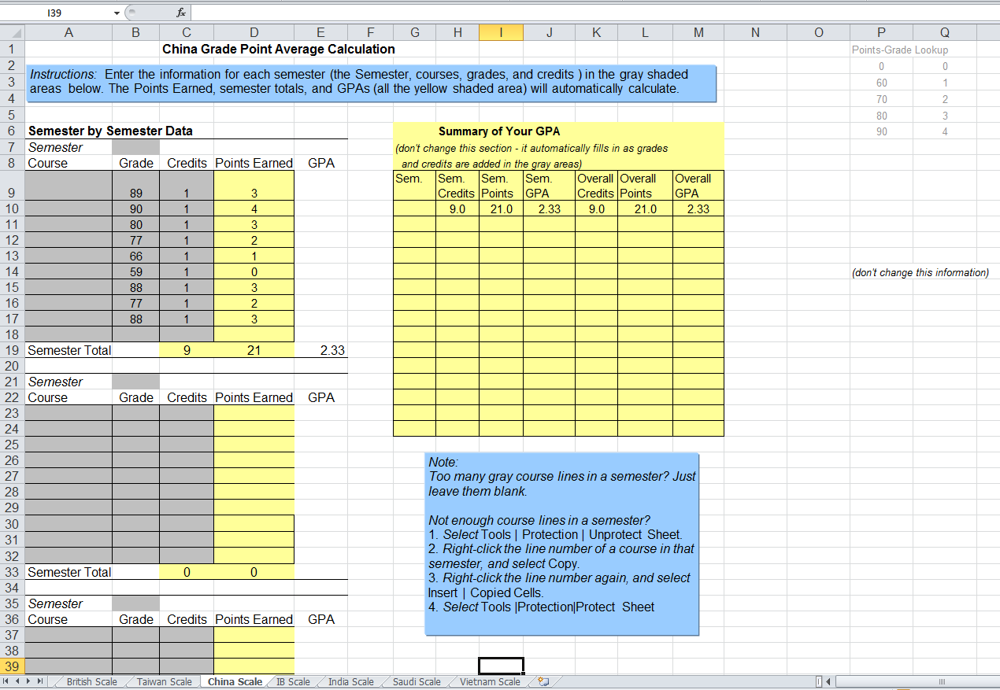 I39 fx
A B C D E F G H I J K L M N O P Q
1 China Grade Point Average Calculation Points-Grade Lookup
2 0 0
Instructions: Enter the information for each semester (the Semester, courses, grades, and credits ) in the gray shaded
3 60 1
areas below. The Points Earned, semester totals, and GPAs (all the yellow shaded area) will automatically calculate.
4 70 2
5 80 3
6 Semester by Semester Data Summary of Your GPA 90 4
7 Semester (don't change this section - it automatically fills in as grades
8 Course Grade Credits Points Earned GPA and credits are added in the gray areas)
Sem. Sem. Sem. Sem. Overall Overall Overall
9 89 1 3 Credits Points GPA Credits Points GPA
10 90 1 4 9.0 21.0 2.33 9.0 21.0 2.33
11 80 1 3
12 77 1 2
13 66 1 1
14 59 1 0 (don't change this information)
15 88 1 3
16 77 1 2
17 88 1 3
18
19 Semester Total 9 21 2.33
20
21 Semester
22 Course Grade Credits Points Earned GPA
23
24
25
26 Note:
27 Too many gray course lines in a semester? Just
28 leave them blank.
29
30 Not enough course lines in a semester?
31 1. Select Tools | Protection | Unprotect Sheet.
32 2. Right-click the line number of a course in that
semester, and select Copy.
33 Semester Total 0 0
3. Right-click the line number again, and select
34 Insert | Copied Cells.
35 Semester 4. Select Tools |Protection|Protect Sheet
36 Course Grade Credits Points Earned GPA
37
38
39
British Scale Taiwan Scale China Scale IB Scale India Scale Saudi Scale Vietnam Scale